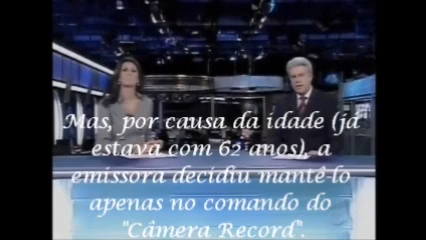 Mas, por causa da idade (já
estava com 62 anos), a
emissora decidiu mantê-lo
apenas no comando do
"Câmera Record".